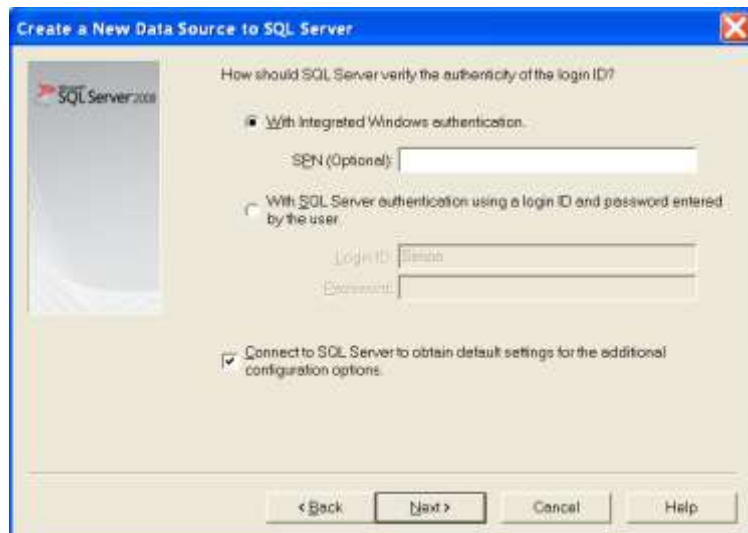 Create a New Data Source to SQL Server
SQL Server 2008
How should SQL Server verify the authenticity of the login ID?
With Integrated Windows authentication.
SPN (Optional):
With SQL Server authentication using a login ID and password entered
by the user.
Login ID:
Password:
Connect to SQL Server to obtain default settings for the additional
configuration options.
< Back
Next >
Cancel
Help